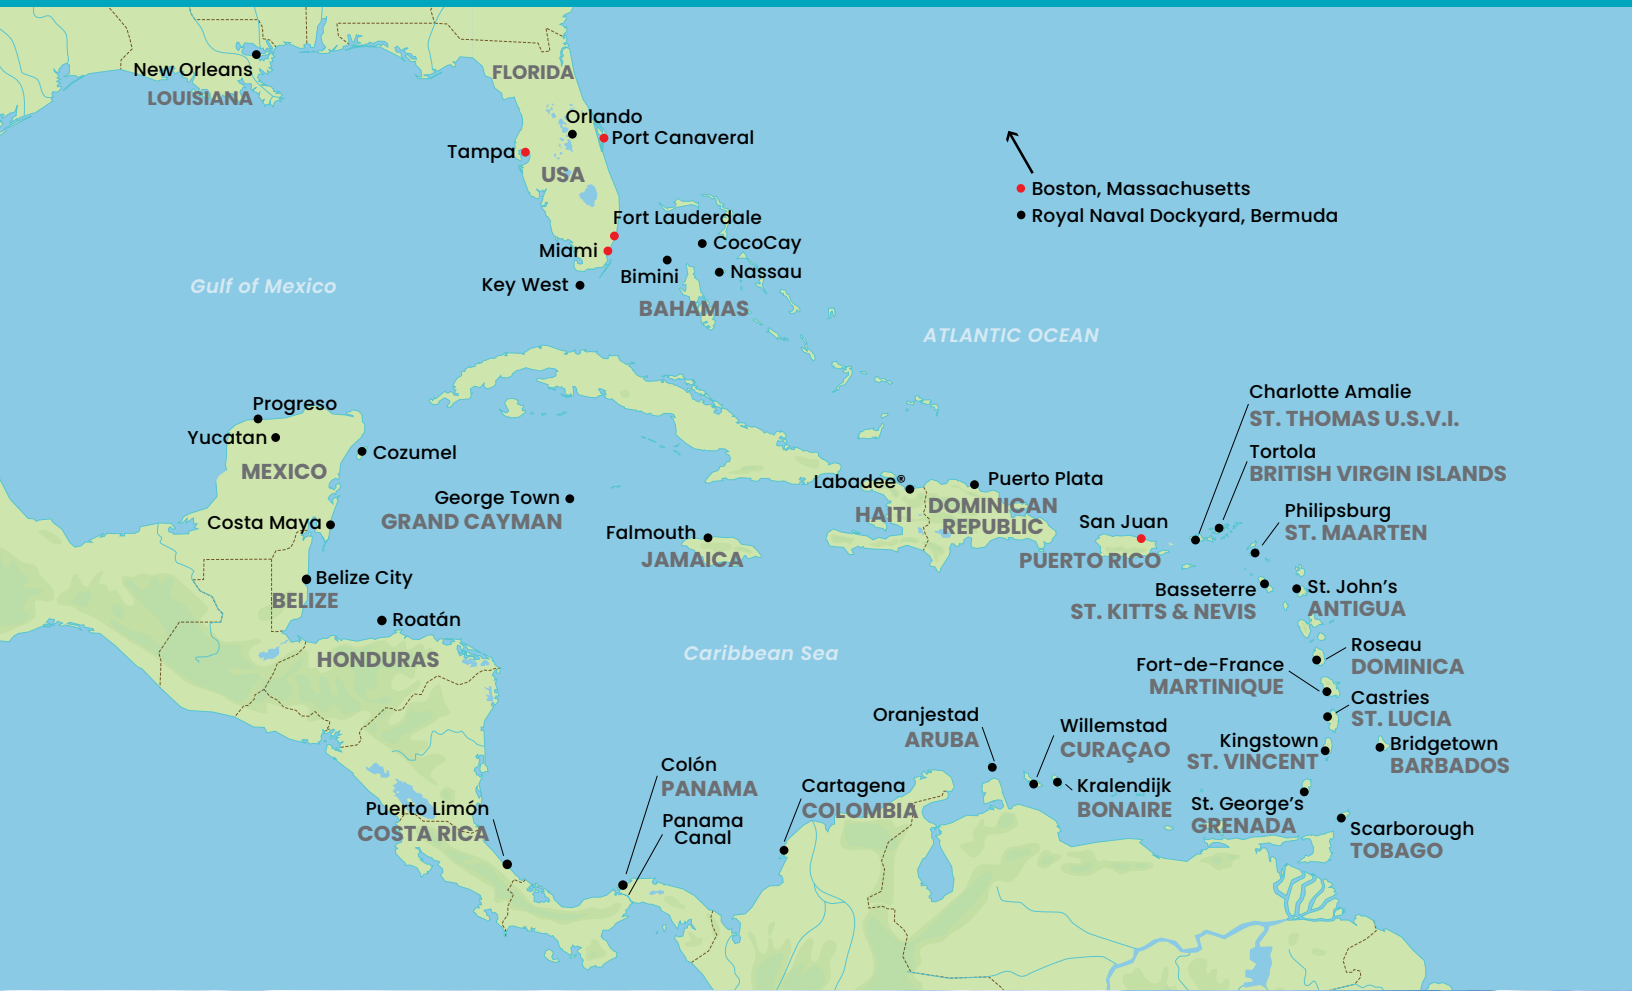 New Orleans
LOUISIANA
FLORIDA
Orlando
Port Canaveral
Tampa
USA
Fort Lauderdale
Miami
CocoCay
Bimini
Nassau
Key West
BAHAMAS
Boston, Massachusetts
Royal Naval Dockyard, Bermuda
Gulf of Mexico
ATLANTIC OCEAN
Progreso
Yucatan
MEXICO
Cozumel
Costa Maya
George Town
GRAND CAYMAN
Belize City
BELIZE
Roatán
HONDURAS
Falmouth
JAMAICA
Labadee®
HAITI
Puerto Plata
DOMINICAN
REPUBLIC
San Juan
PUERTO RICO
Charlotte Amalie
ST. THOMAS U.S.V.I.
Tortola
BRITISH VIRGIN ISLANDS
Philipsburg
ST. MAARTEN
Basseterre
ST. KITTS & NEVIS
St. John's
ANTIGUA
Caribbean Sea
Roseau
DOMINICA
Fort-de-France
MARTINIQUE
Castries
ST. LUCIA
Kingstown
ST. VINCENT
Bridgetown
BARBADOS
St. George's
GRENADA
Scarborough
TOBAGO
Oranjestad
ARUBA
Willemstad
CURAÇAO
Kralendijk
BONAIRE
Cartagena
COLOMBIA
Colón
PANAMA
Panama
Canal
Puerto Limón
COSTA RICA